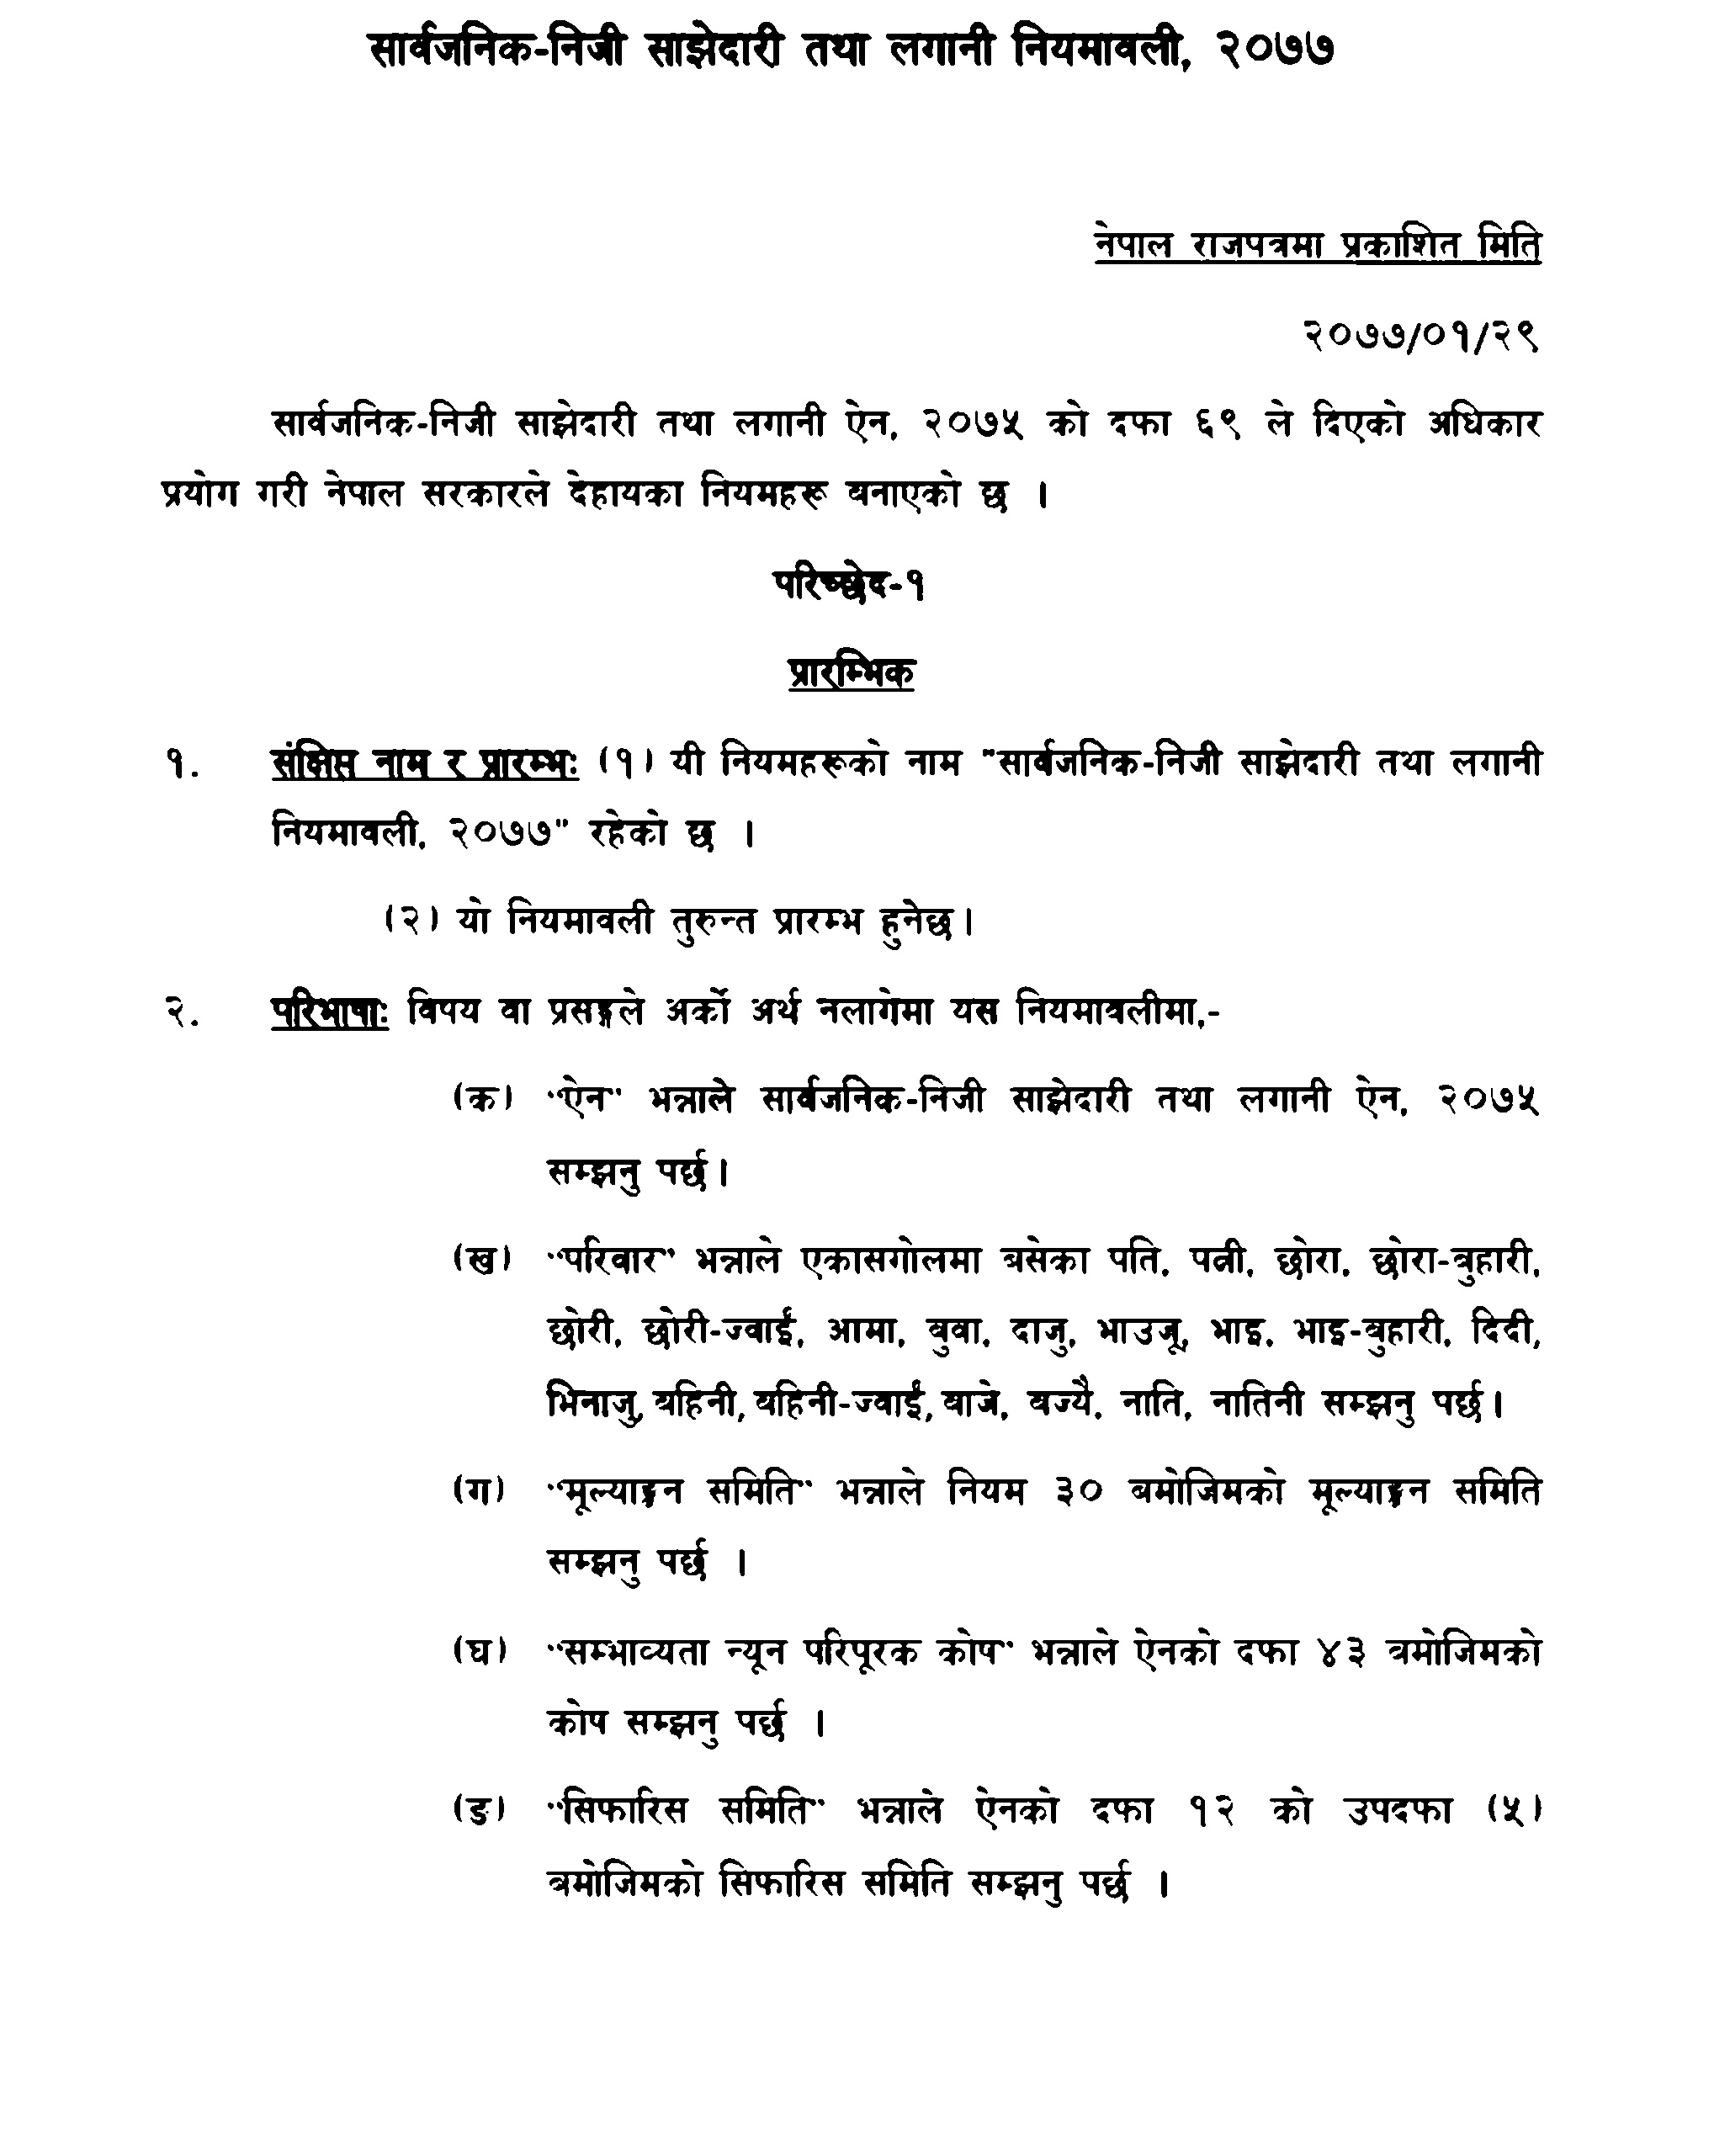 सार्वजनिक-निजी साझेदारी तथा लगानी नियमावली, २०७७
नेपाल राजपत्रमा प्रकाशित मिति
२०७७/०१/२९
सार्वजनिक-निजी साझेदारी तथा लगानी ऐन, २०७५ को दफा ६९ ले दिएको अधिकार
प्रयोग गरी नेपाल सरकारले देहायका नियमहरू बनाएको छ ।
परिच्छेद-१
प्रारम्भिक
१. संक्षिप्त नाम र प्रारम्भः (१) यी नियमहरूको नाम "सार्वजनिक-निजी साझेदारी तथा लगानी
नियमावली, २०७७" रहेको छ ।
(२) यो नियमावली तुरुन्त प्रारम्भ हुनेछ।
२. परिभाषाः विषय वा प्रसङ्गले अर्को अर्थ नलागेमा यस नियमावलीमा,-
(क) "ऐन" भन्नाले सार्वजनिक-निजी साझेदारी तथा लगानी ऐन, २०७५
सम्झनु पर्छ।
(ख) "परिवार" भन्नाले एकासगोलमा बसेका पति, पत्नी, छोरा, छोरा-बुहारी,
छोरी, छोरी-ज्वाईं, आमा, बुवा, दाजु, भाउजू, भाइ, भाइ-बुहारी, दिदी,
भिनाजु, बहिनी, बहिनी-ज्वाईं, बाजे, बज्यै, नाति, नातिनी सम्झनु पर्छ।
(ग) "मूल्याङ्कन समिति" भन्नाले नियम ३० बमोजिमको मूल्याङ्कन समिति
सम्झनु पर्छ ।
(घ) "सम्भाव्यता न्यून परिपूरक कोष" भन्नाले ऐनको दफा ४३ बमोजिमको
कोष सम्झनु पर्छ ।
(ङ) "सिफारिस समिति" भन्नाले ऐनको दफा १२ को उपदफा (५)
बमोजिमको सिफारिस समिति सम्झनु पर्छ ।